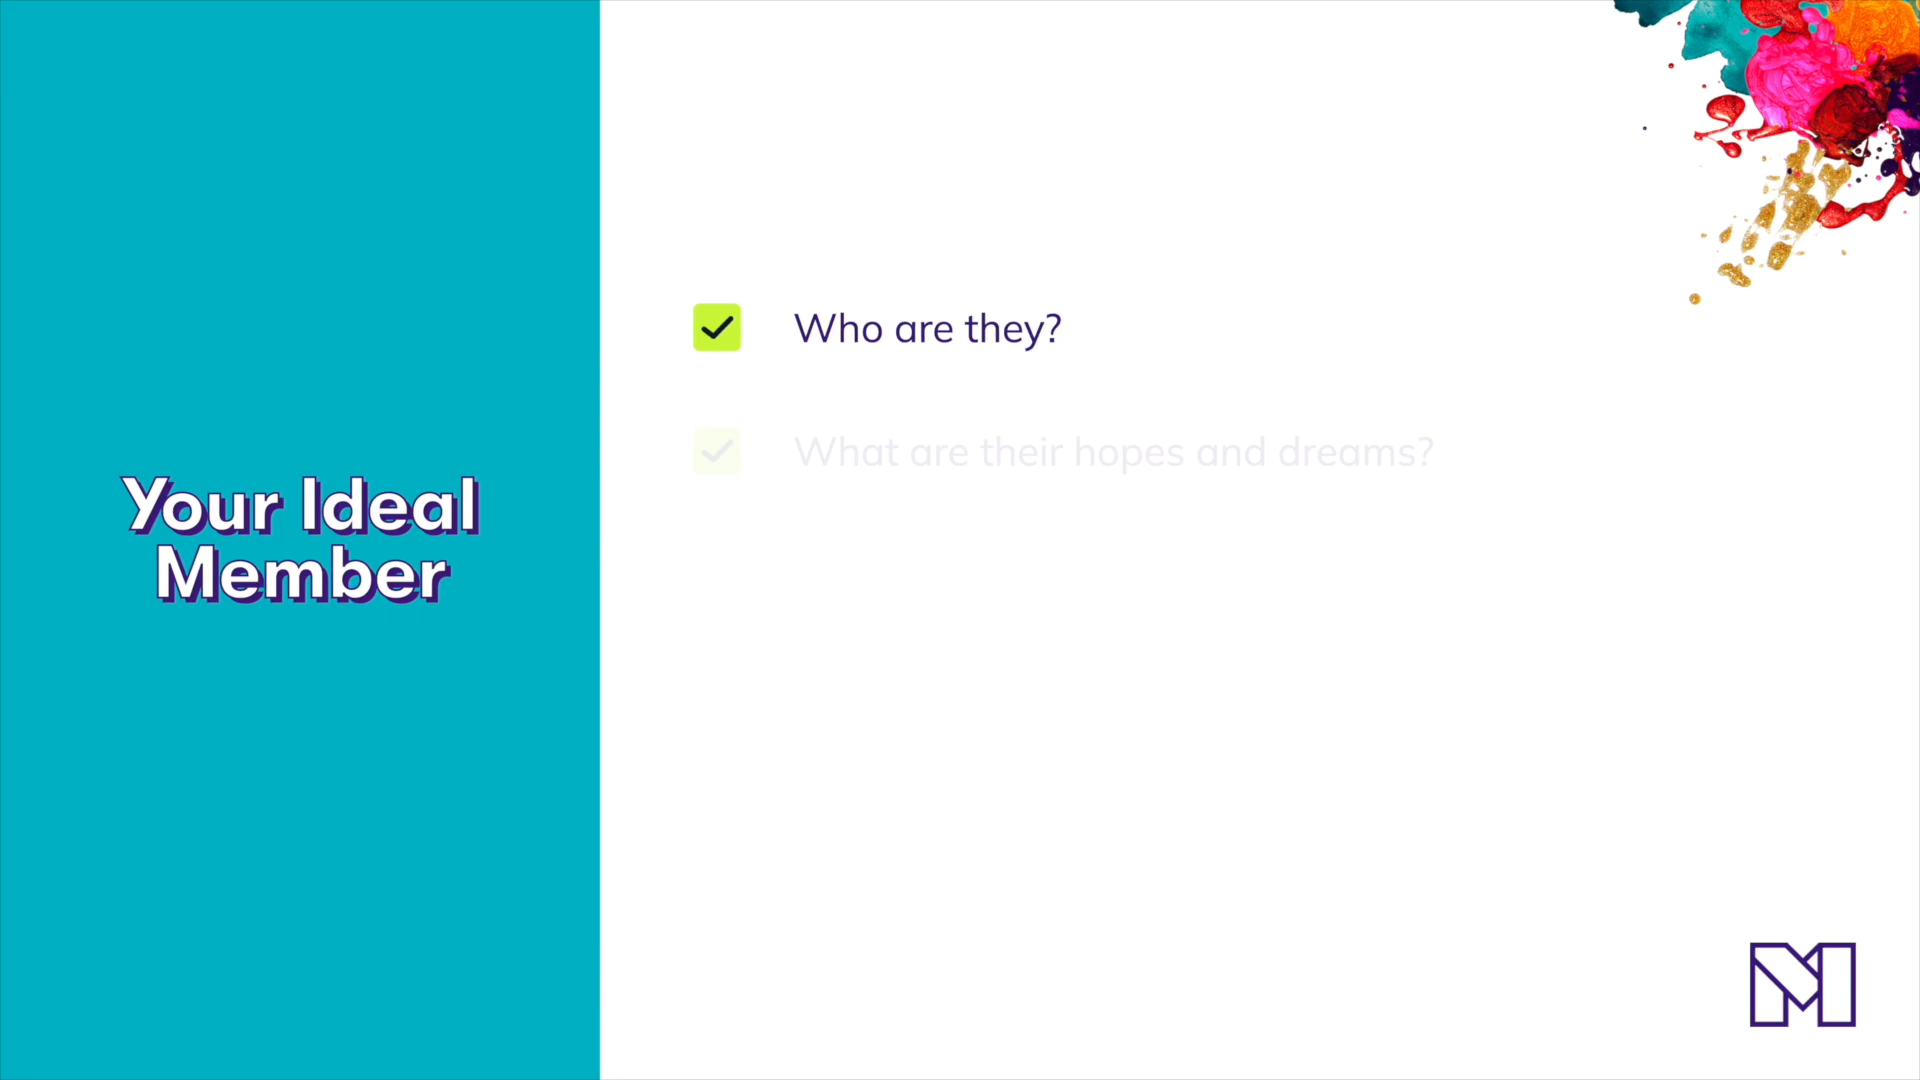 Your Ideal
Member
Who are they?
What are their hopes and dreams?
M